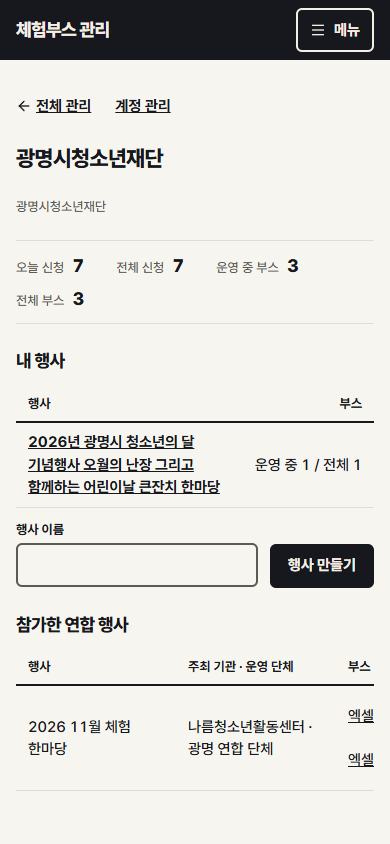 체험부스 관리
메뉴
← 전체 관리 계정 관리
광명시청소년재단
광명시청소년재단
오늘 신청 7 전체 신청 7 운영 중 부스 3
전체 부스 3
내 행사
행사 부스
2026년 광명시 청소년의 달
기념행사 오월의 난장 그리고
함께하는 어린이날 큰잔치 한마당
운영 중 1 / 전체 1
행사 이름
행사 만들기
참가한 연합 행사
행사 주최 기관 · 운영 단체 부스
2026 11월 체험
한마당
나름청소년활동센터 ·
광명 연합 단체
엑셀
엑셀